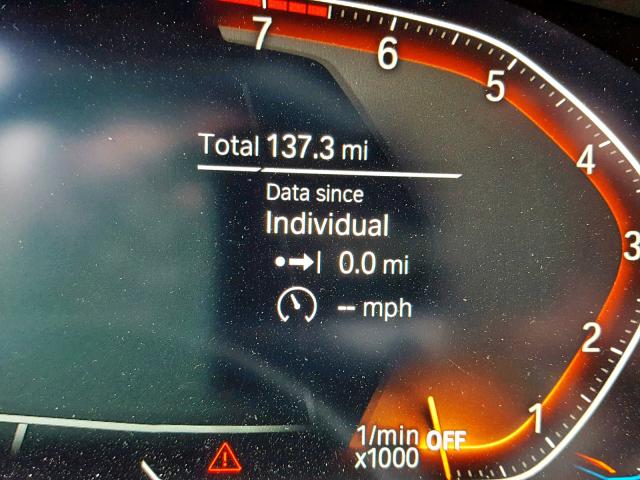 7
6
5
4
3
2
1
Total 137.3 mi
Data since
Individual
0.0 mi
-- mph
1/min OFF
x1000